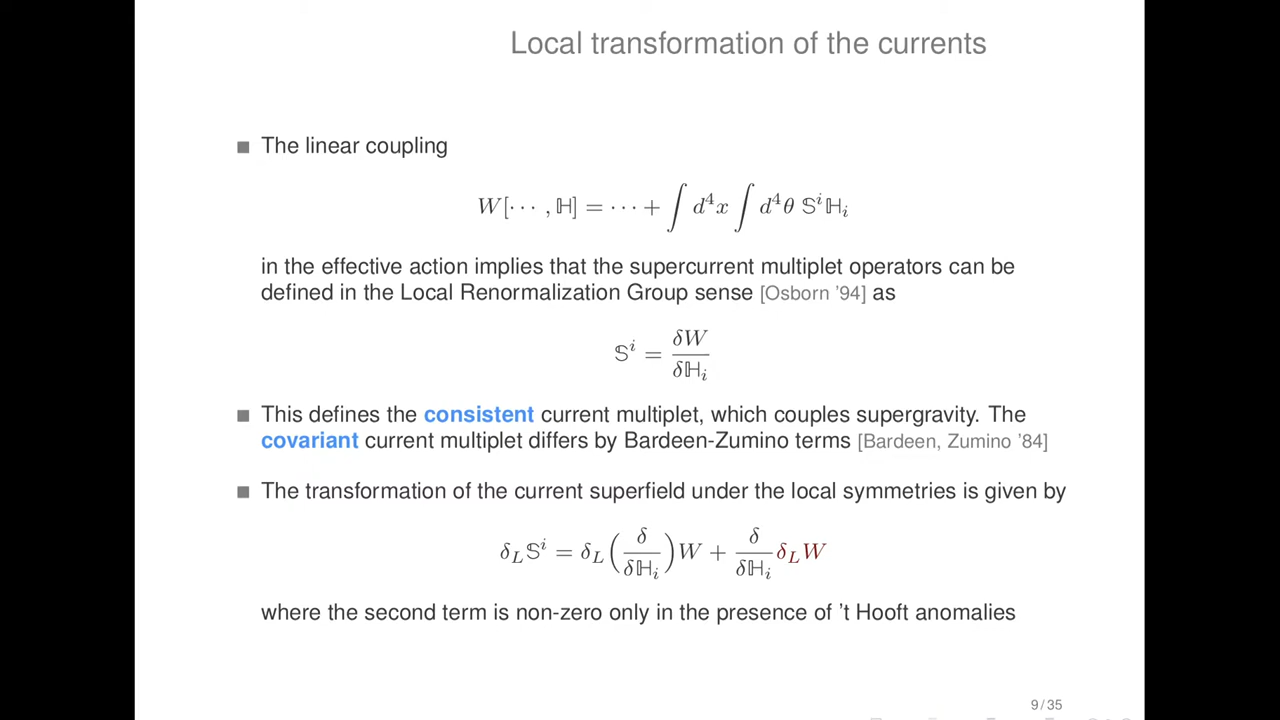 Local transformation of the currents
■ The linear coupling
W[⋯ , ℍ] = ⋯ + ∫ d⁴x ∫ d⁴θ 𝕊ⁱℍᵢ
in the effective action implies that the supercurrent multiplet operators can be
defined in the Local Renormalization Group sense [Osborn '94] as
𝕊ⁱ = δW / δℍᵢ
■ This defines the consistent current multiplet, which couples supergravity. The
covariant current multiplet differs by Bardeen-Zumino terms [Bardeen, Zumino '84]
■ The transformation of the current superfield under the local symmetries is given by
δ_L 𝕊ⁱ = δ_L (δ / δℍᵢ) W + δ / δℍᵢ δ_L W
where the second term is non-zero only in the presence of 't Hooft anomalies
9 / 35